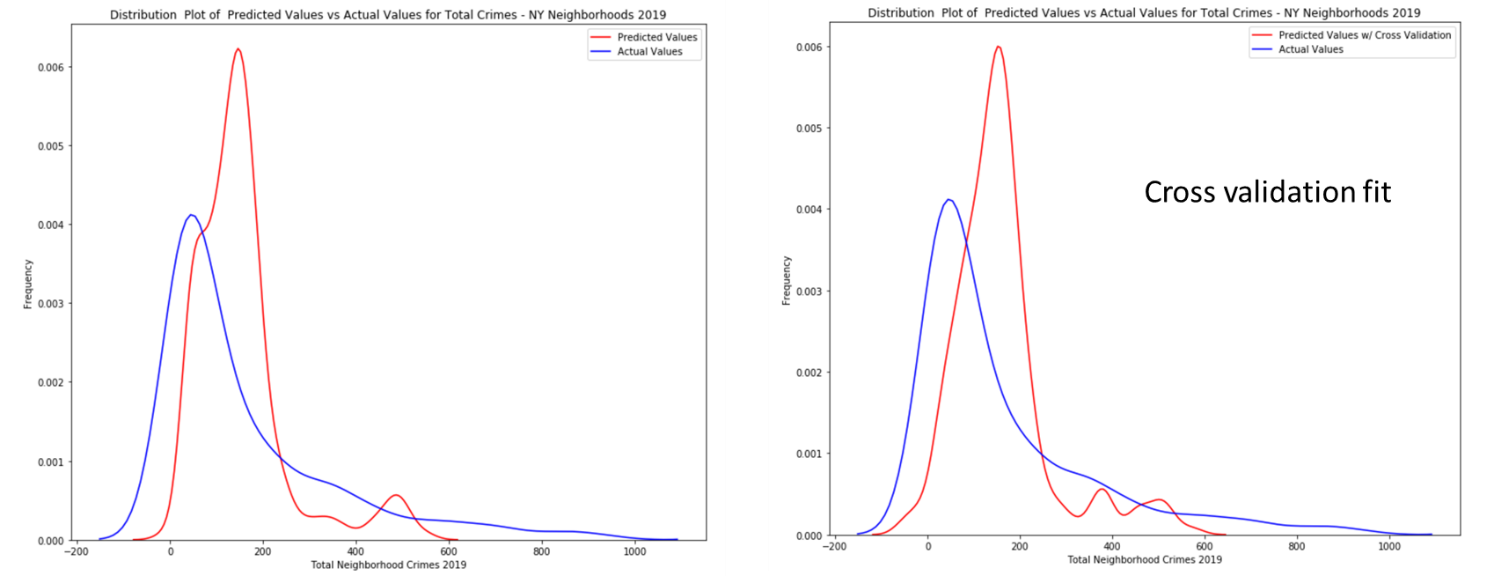 Distribution  Plot of  Predicted Values vs Actual Values for Total Crimes - NY Neighborhoods 2019
Predicted Values
Actual Values
0.006
0.005
0.004
0.003
0.002
0.001
0.000
Frequency
−200
0
200
400
600
800
1000
Total Neighborhood Crimes 2019
Distribution  Plot of  Predicted Values vs Actual Values for Total Crimes - NY Neighborhoods 2019
Predicted Values w/ Cross Validation
Actual Values
Cross validation fit
0.006
0.005
0.004
0.003
0.002
0.001
0.000
Frequency
−200
0
200
400
600
800
1000
Total Neighborhood Crimes 2019